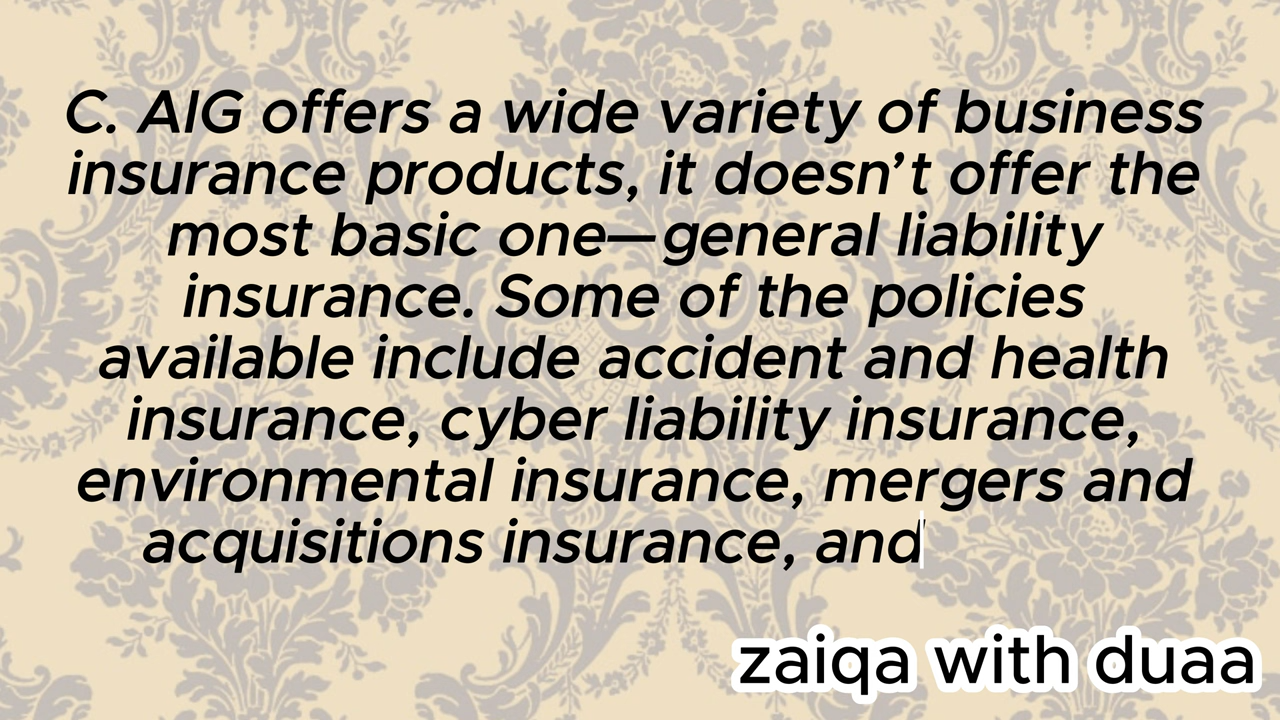 C. AIG offers a wide variety of business
insurance products, it doesn’t offer the
most basic one—general liability
insurance. Some of the policies
available include accident and health
insurance, cyber liability insurance,
environmental insurance, mergers and
acquisitions insurance, and
zaiqa with duaa